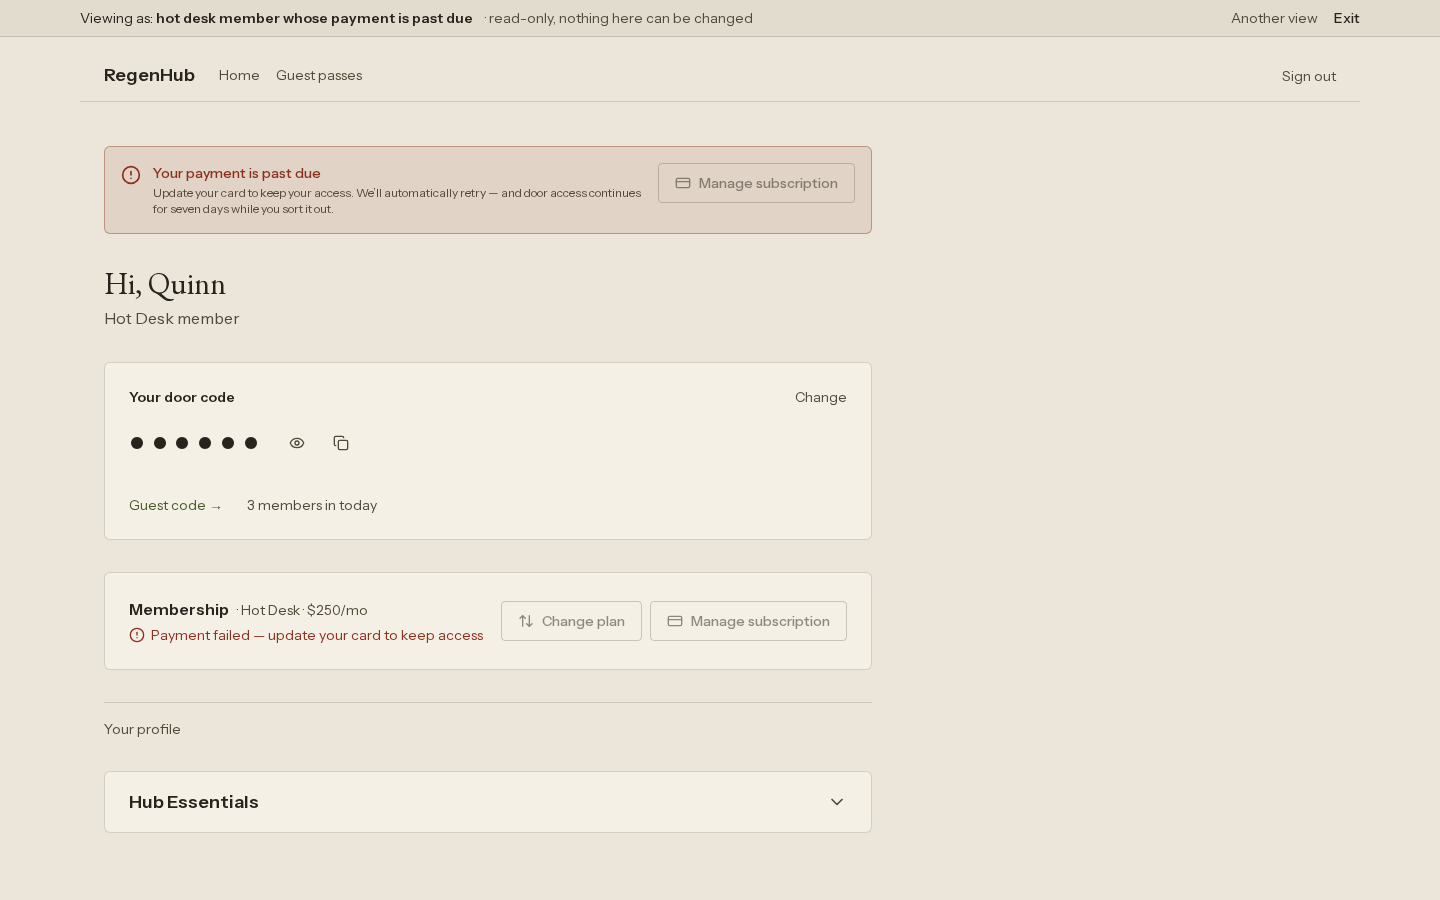 Viewing as: hot desk member whose payment is past due · read-only, nothing here can be changed
Another view Exit
RegenHub Home Guest passes Sign out
Your payment is past due
Update your card to keep your access. We'll automatically retry — and door access continues
for seven days while you sort it out.
Manage subscription
Hi, Quinn
Hot Desk member
Your door code Change
Guest code → 3 members in today
Membership · Hot Desk · $250/mo
Payment failed — update your card to keep access
Change plan Manage subscription
Your profile
Hub Essentials